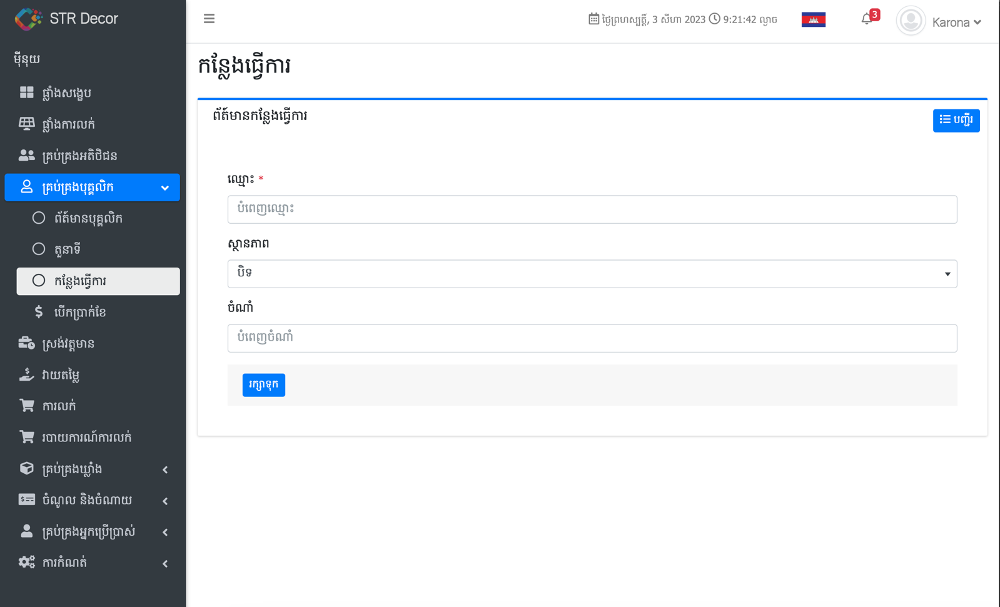 STR Decor
ថ្ងៃព្រហស្បត្តិ៍, 3 សីហា 2023 9:21:42 ល្ងាច
3
Karona
ម៉ីនុយ
ផ្ទាំងសង្ខេប
ផ្ទាំងការលក់
គ្រប់គ្រងអតិថិជន
គ្រប់គ្រងបុគ្គលិក
ព័ត៍មានបុគ្គលិក
តួនាទី
កន្លែងធ្វើការ
បើកប្រាក់ខែ
ស្រង់វត្តមាន
វាយតម្លៃ
ការលក់
របាយការណ៍ការលក់
គ្រប់គ្រងឃ្លាំង
ចំណូល និងចំណាយ
គ្រប់គ្រងអ្នកប្រើប្រាស់
ការកំណត់
កន្លែងធ្វើការ
ព័ត៍មានកន្លែងធ្វើការ
បញ្ជីរ
ឈ្មោះ *
បំពេញឈ្មោះ
ស្ថានភាព
បិទ
ចំណាំ
បំពេញចំណាំ
រក្សាទុក